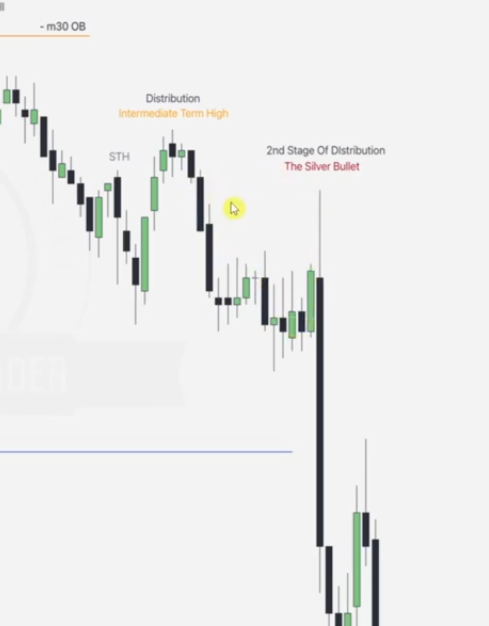 - m30 OB
Distribution
Intermediate Term High
STH
2nd Stage Of DIstribution
The Silver Bullet